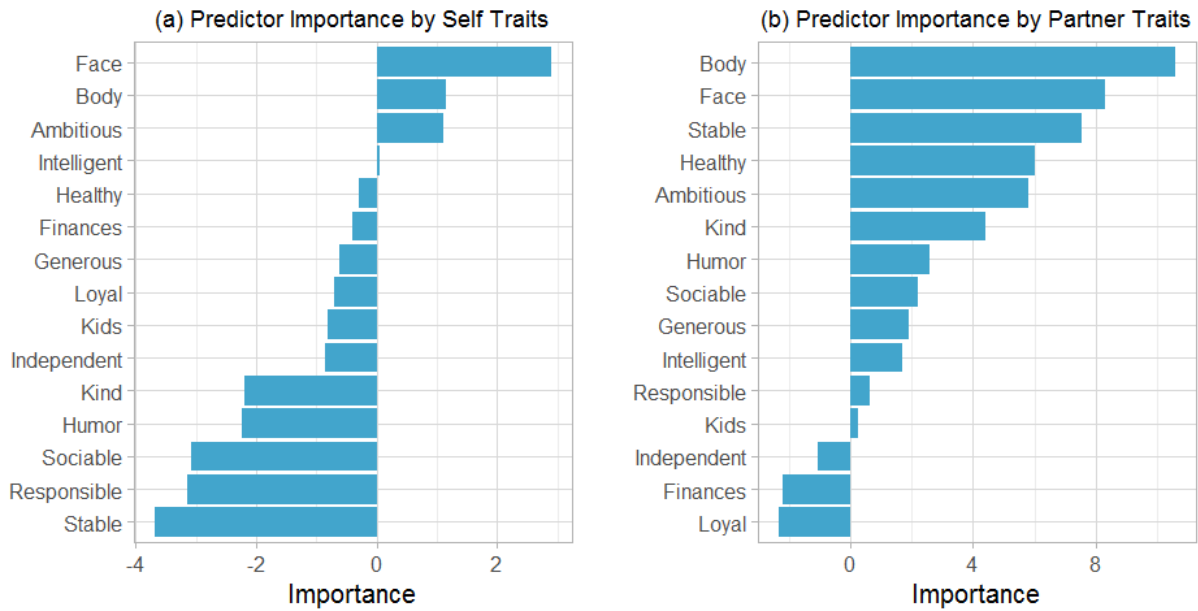 (a) Predictor Importance by Self Traits
Face
Body
Ambitious
Intelligent
Healthy
Finances
Generous
Loyal
Kids
Independent
Kind
Humor
Sociable
Responsible
Stable
-4 -2 0 2
Importance
(b) Predictor Importance by Partner Traits
Body
Face
Stable
Healthy
Ambitious
Kind
Humor
Sociable
Generous
Intelligent
Responsible
Kids
Independent
Finances
Loyal
0 4 8
Importance